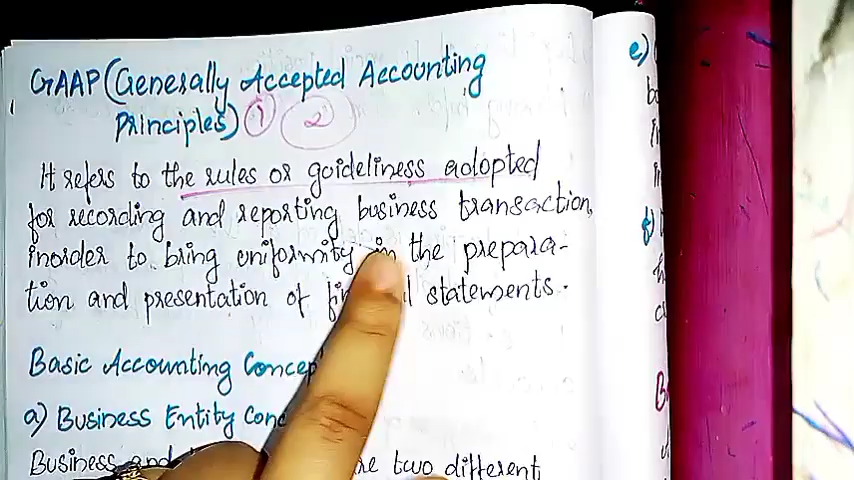 GAAP (Generally Accepted Accounting
Principles) 1 2
It refers to the rules or guideliness adopted
for recording and reporting business transaction,
inorder to bring uniformity in the prepara-
tion and presentation of statements.
Basic Accounting
a) Business Entity
Business and two different
e)